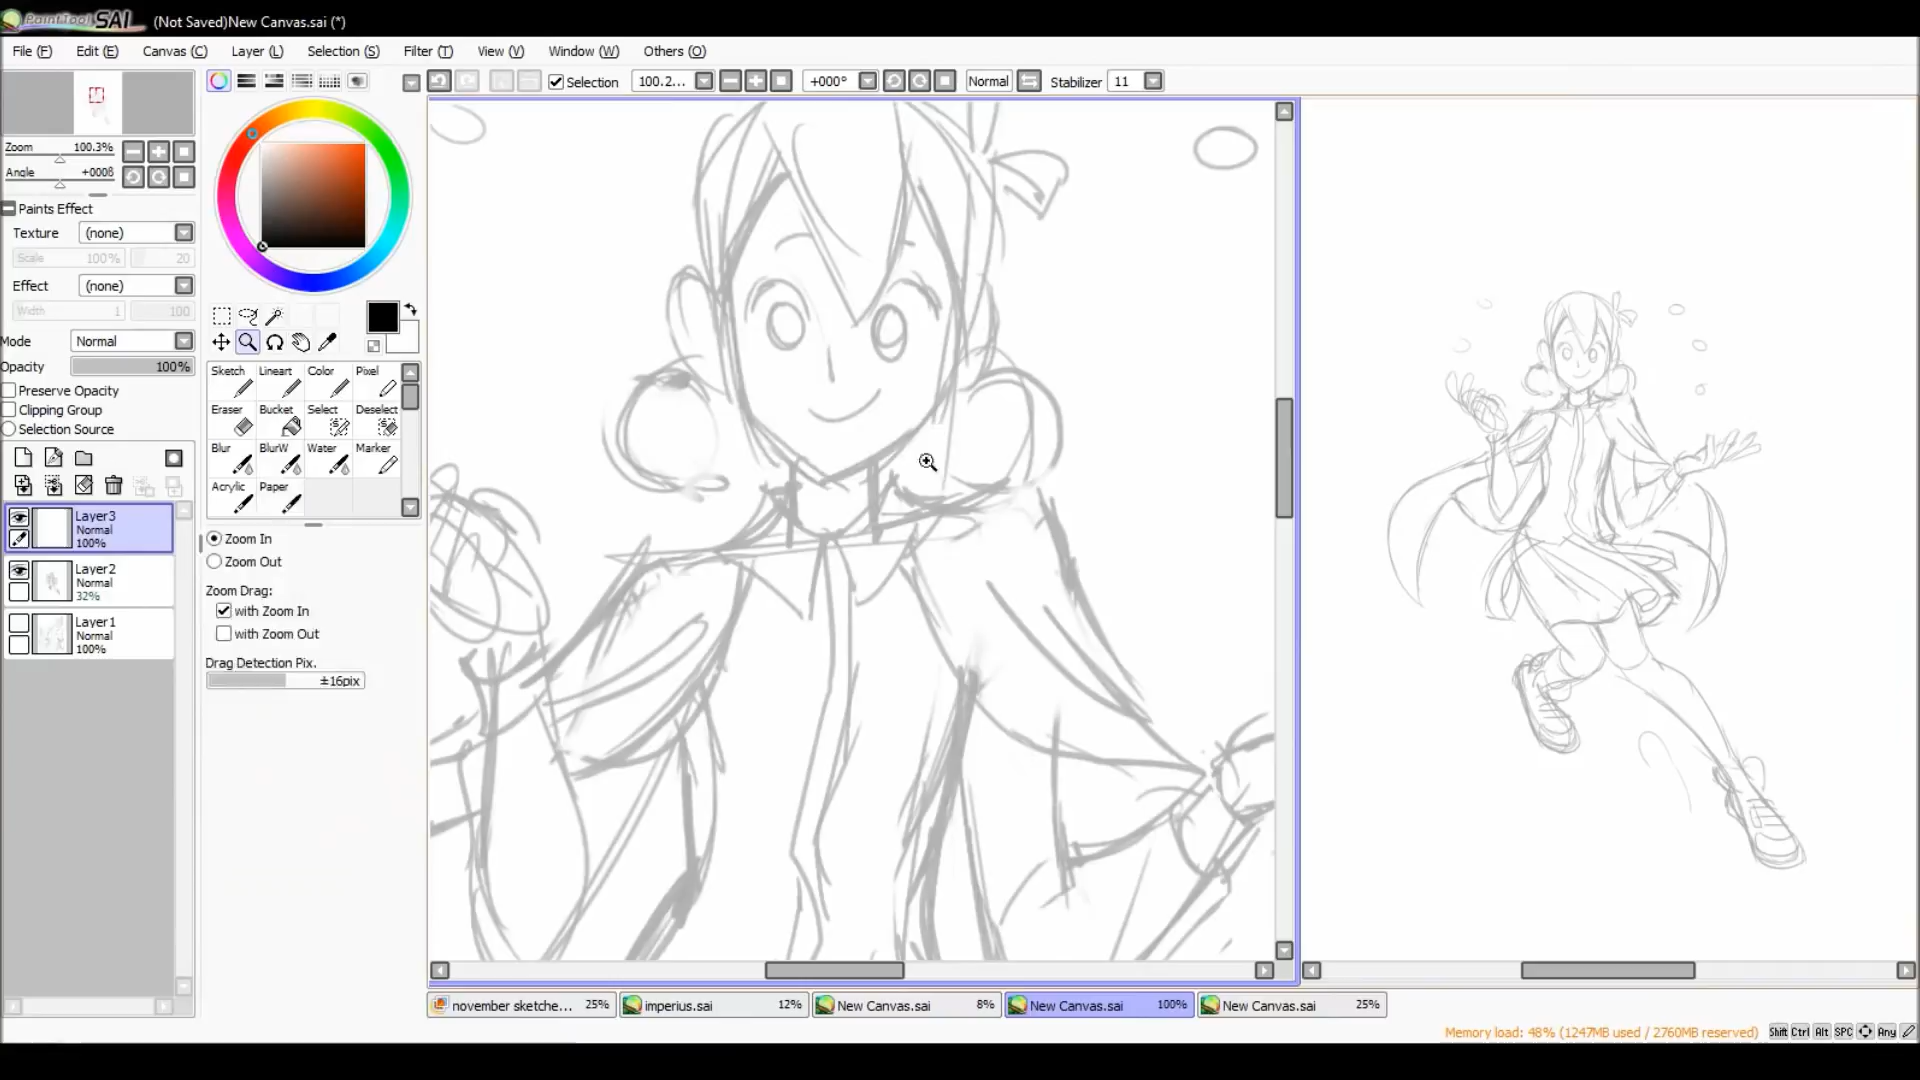 PaintTool SAI (Not Saved)New Canvas.sai (*)
File (F) Edit (E) Canvas (C) Layer (L) Selection (S) Filter (T) View (V) Window (W) Others (O)
Selection 100.2... +000° Normal Stabilizer 11
Zoom 100.3%
Angle +000ß
Paints Effect
Texture (none)
Scale 100% 20
Effect (none)
Width 1 100
Mode Normal
Opacity 100%
Preserve Opacity
Clipping Group
Selection Source
Layer3
Normal
100%
Layer2
Normal
32%
Layer1
Normal
100%
Sketch Lineart Color Pixel
Eraser Bucket Select Deselect
Blur BlurW Water Marker
Acrylic Paper
Zoom In
Zoom Out
Zoom Drag:
with Zoom In
with Zoom Out
Drag Detection Pix.
±16pix
november sketche... 25% imperius.sai 12% New Canvas.sai 8% New Canvas.sai 100% New Canvas.sai 25%
Memory load: 48% (1247MB used / 2760MB reserved) Shift Ctrl Alt SPC Any